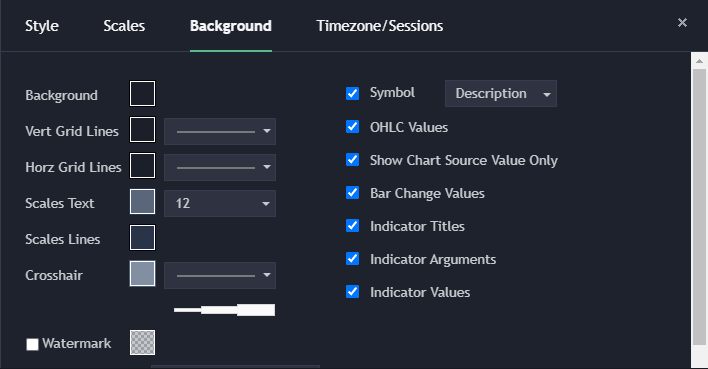 Style Scales Background Timezone/Sessions ×
Background
Vert Grid Lines
Horz Grid Lines
Scales Text 12
Scales Lines
Crosshair
Watermark
Symbol Description
OHLC Values
Show Chart Source Value Only
Bar Change Values
Indicator Titles
Indicator Arguments
Indicator Values